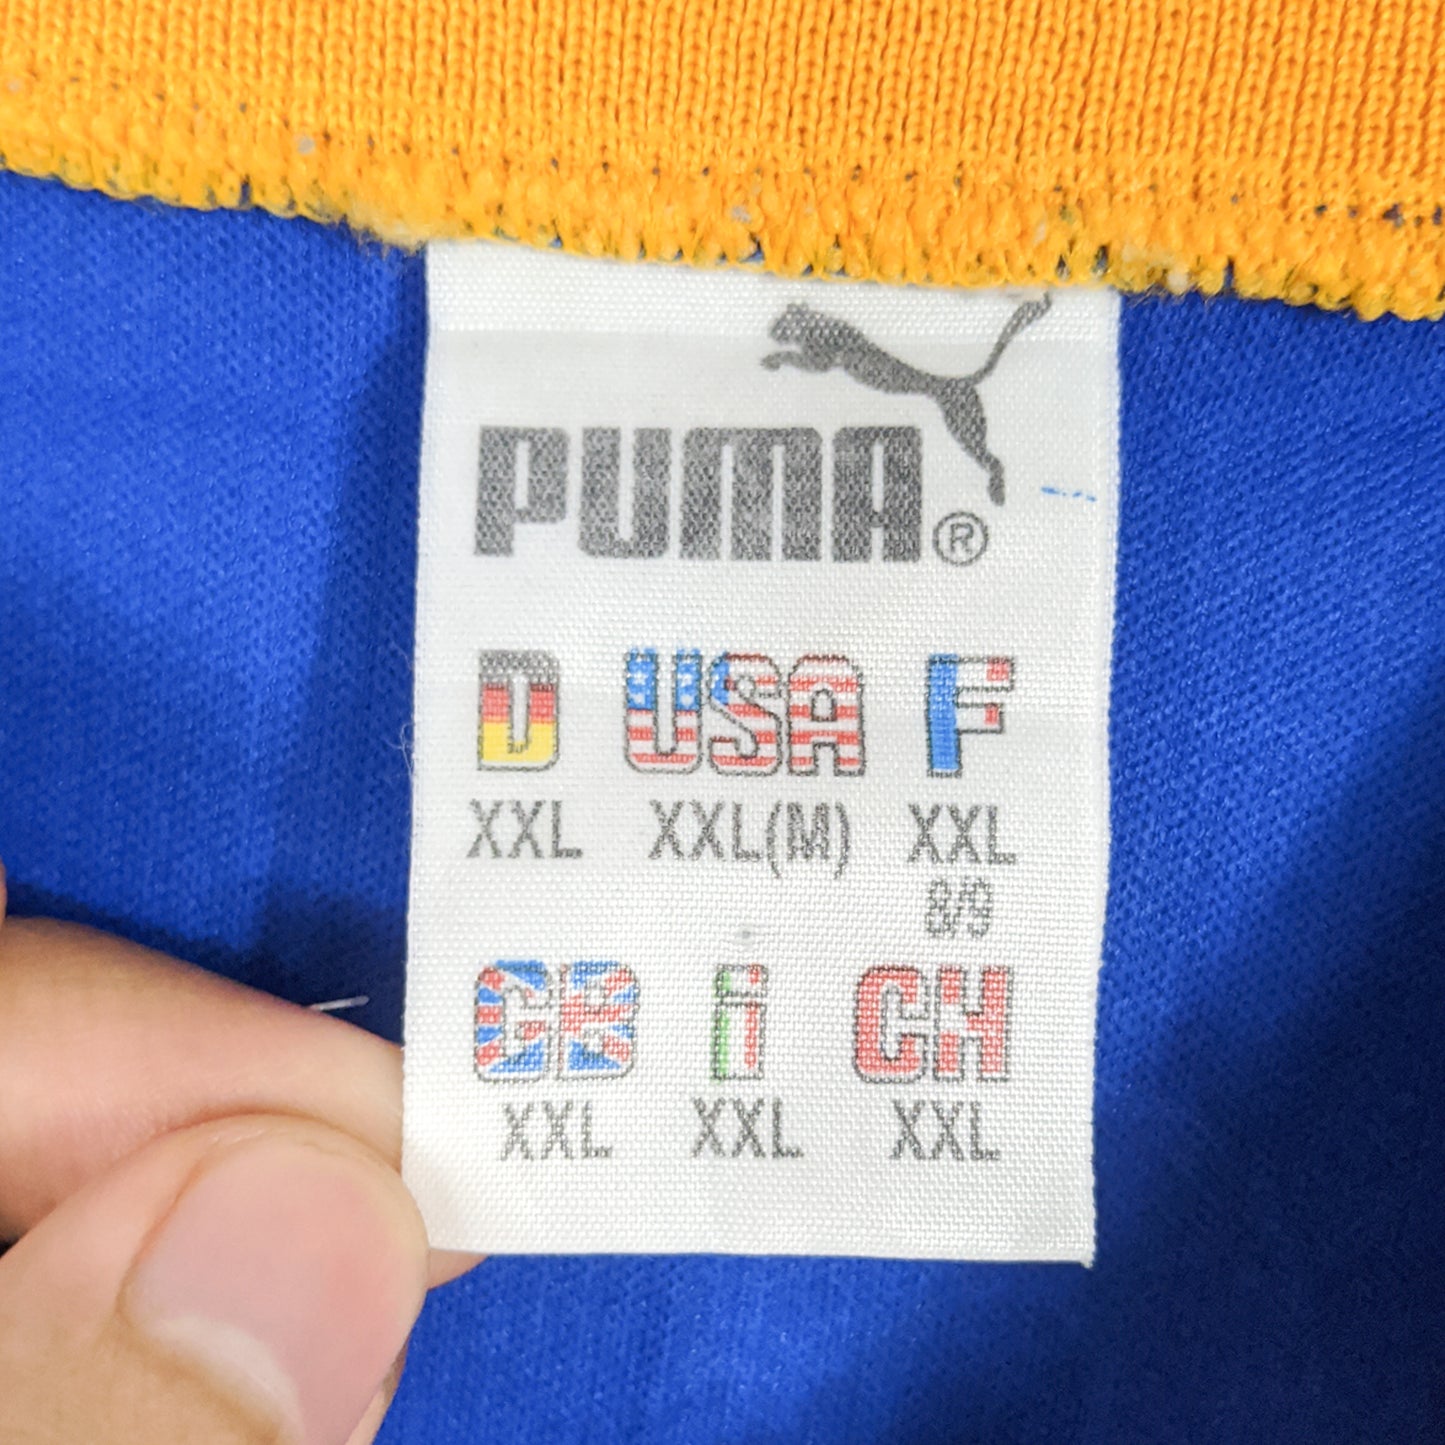 PUMA®
D USA F
XXL XXL(M) XXL
8/9
GB i CH
XXL XXL XXL